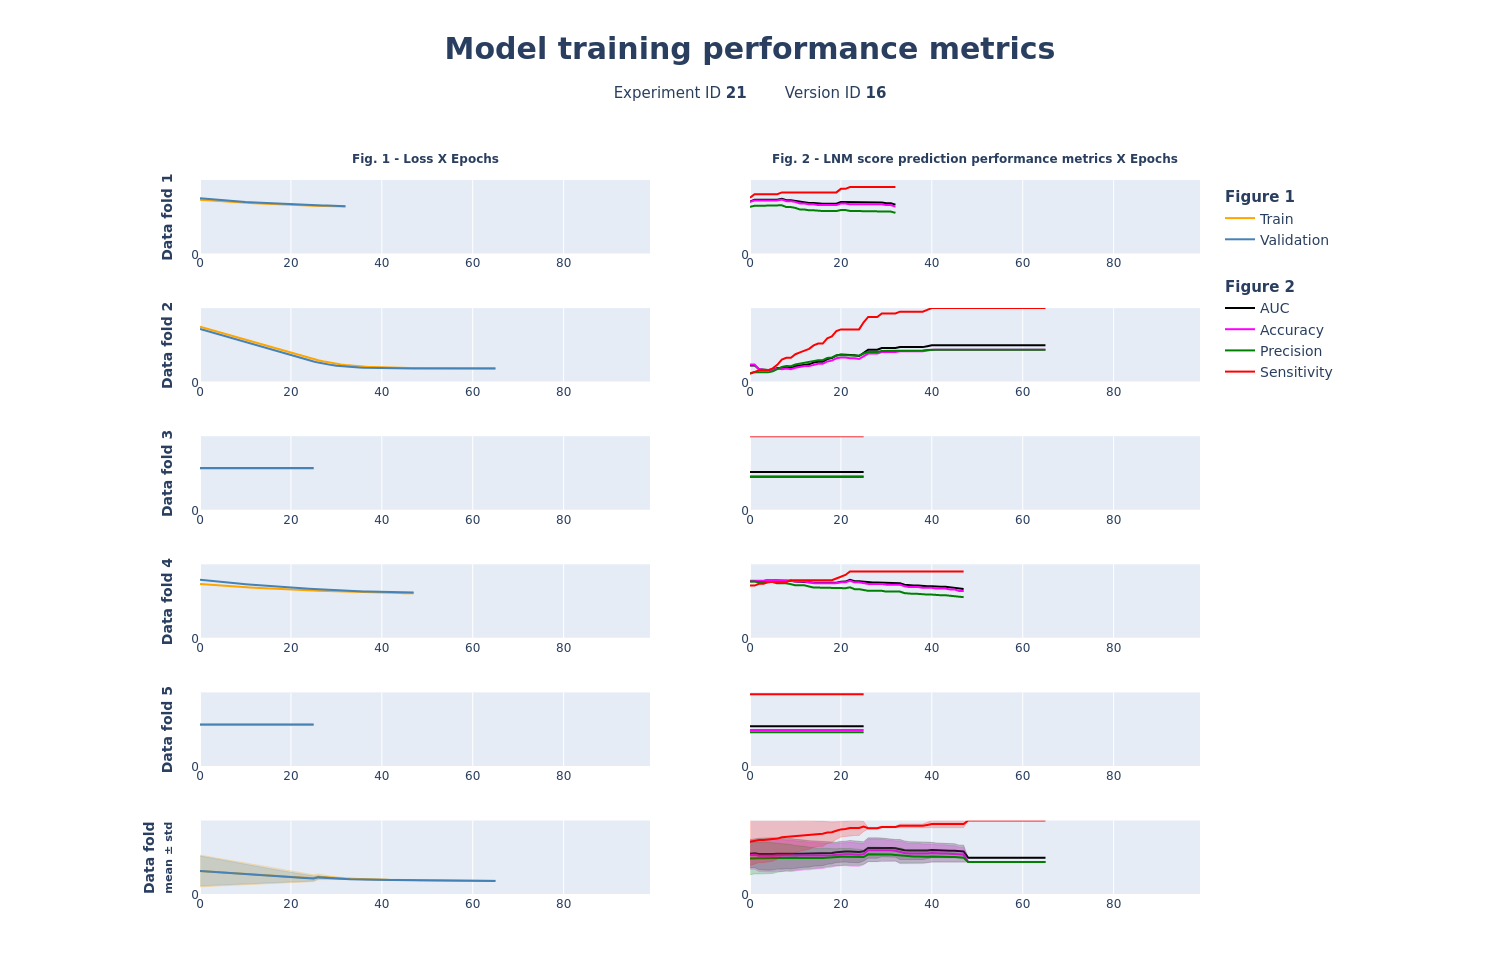 Model training performance metrics
Experiment ID 21 Version ID 16
Fig. 1 - Loss X Epochs
Fig. 2 - LNM score prediction performance metrics X Epochs
Data fold 1
0
0 20 40 60 80
0
0 20 40 60 80
Figure 1
Train
Validation
Figure 2
AUC
Accuracy
Precision
Sensitivity
Data fold 2
0
0 20 40 60 80
0
0 20 40 60 80
Data fold 3
0
0 20 40 60 80
0
0 20 40 60 80
Data fold 4
0
0 20 40 60 80
0
0 20 40 60 80
Data fold 5
0
0 20 40 60 80
0
0 20 40 60 80
Data fold
mean ± std
0
0 20 40 60 80
0
0 20 40 60 80